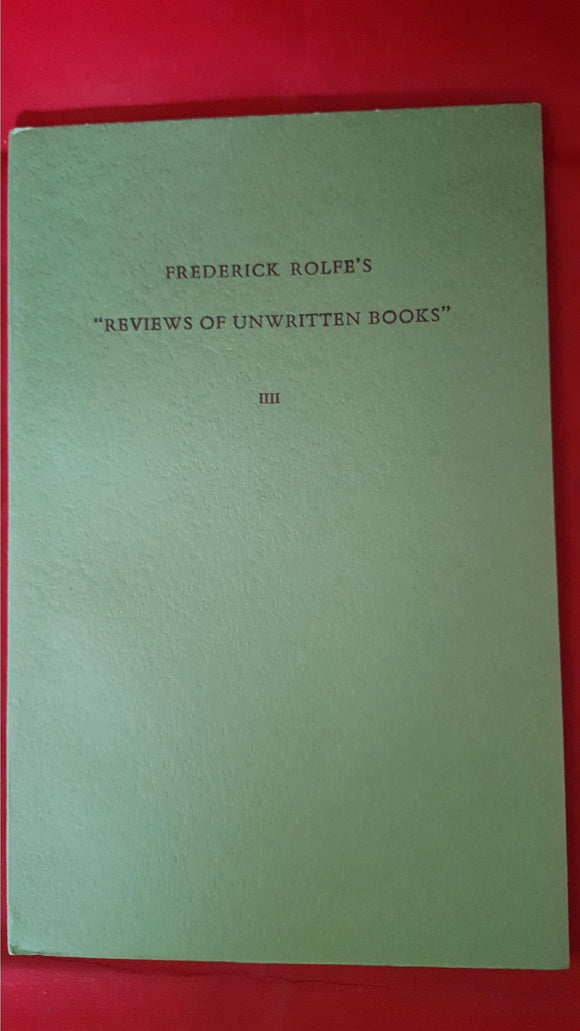 FREDERICK ROLFE'S
"REVIEWS OF UNWRITTEN BOOKS"
IIII